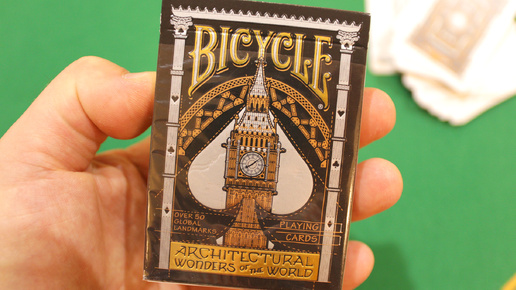 BICYCLE
®
OVER 50
GLOBAL
LANDMARKS
PLAYING
CARDS
ARCHITECTURAL
WONDERS OF THE WORLD